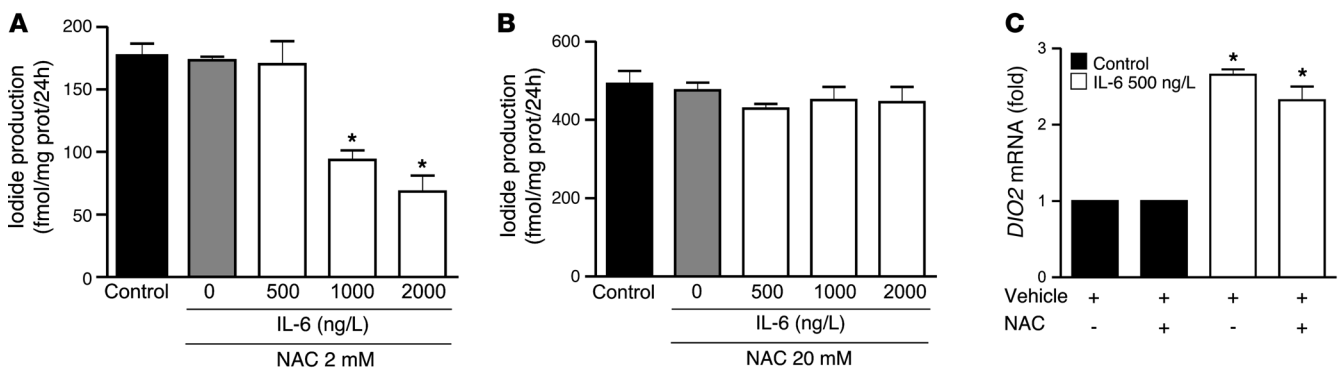 A
Iodide production
(fmol/mg prot/24h)
200
150
100
50
0
*
*
Control
0
500
1000
2000
IL-6 (ng/L)
NAC 2 mM
B
Iodide production
(fmol/mg prot/24h)
600
400
200
0
Control
0
500
1000
2000
IL-6 (ng/L)
NAC 20 mM
C
DIO2 mRNA (fold)
3
2
1
0
Control
IL-6 500 ng/L
*
*
Vehicle + + + +
NAC - + - +